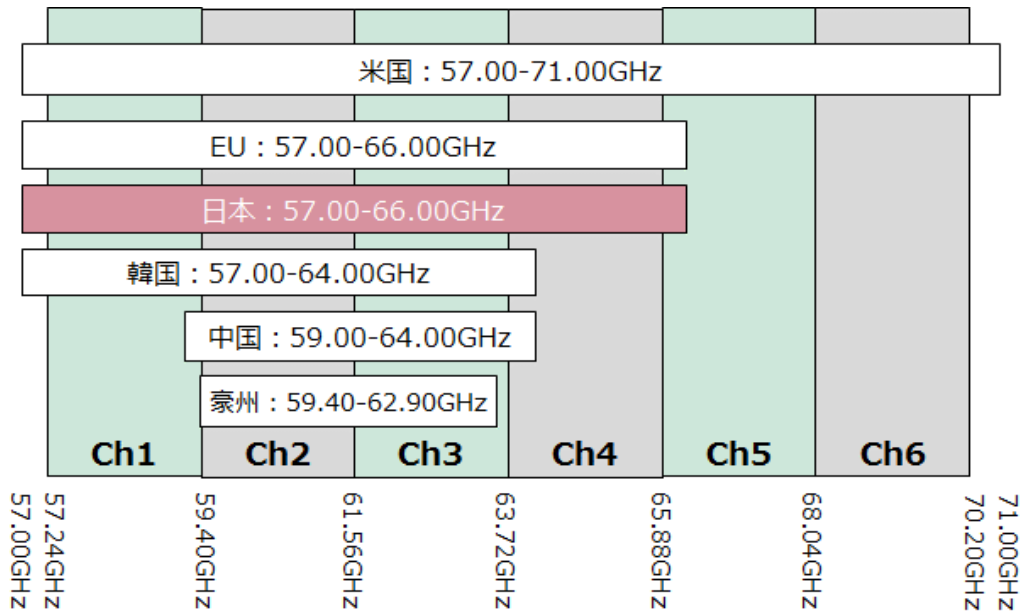 米国：57.00-71.00GHz
EU：57.00-66.00GHz
日本：57.00-66.00GHz
韓国：57.00-64.00GHz
中国：59.00-64.00GHz
豪州：59.40-62.90GHz
Ch1 Ch2 Ch3 Ch4 Ch5 Ch6
57.00GHz
57.24GHz
59.40GHz
61.56GHz
63.72GHz
65.88GHz
68.04GHz
70.20GHz
71.00GHz